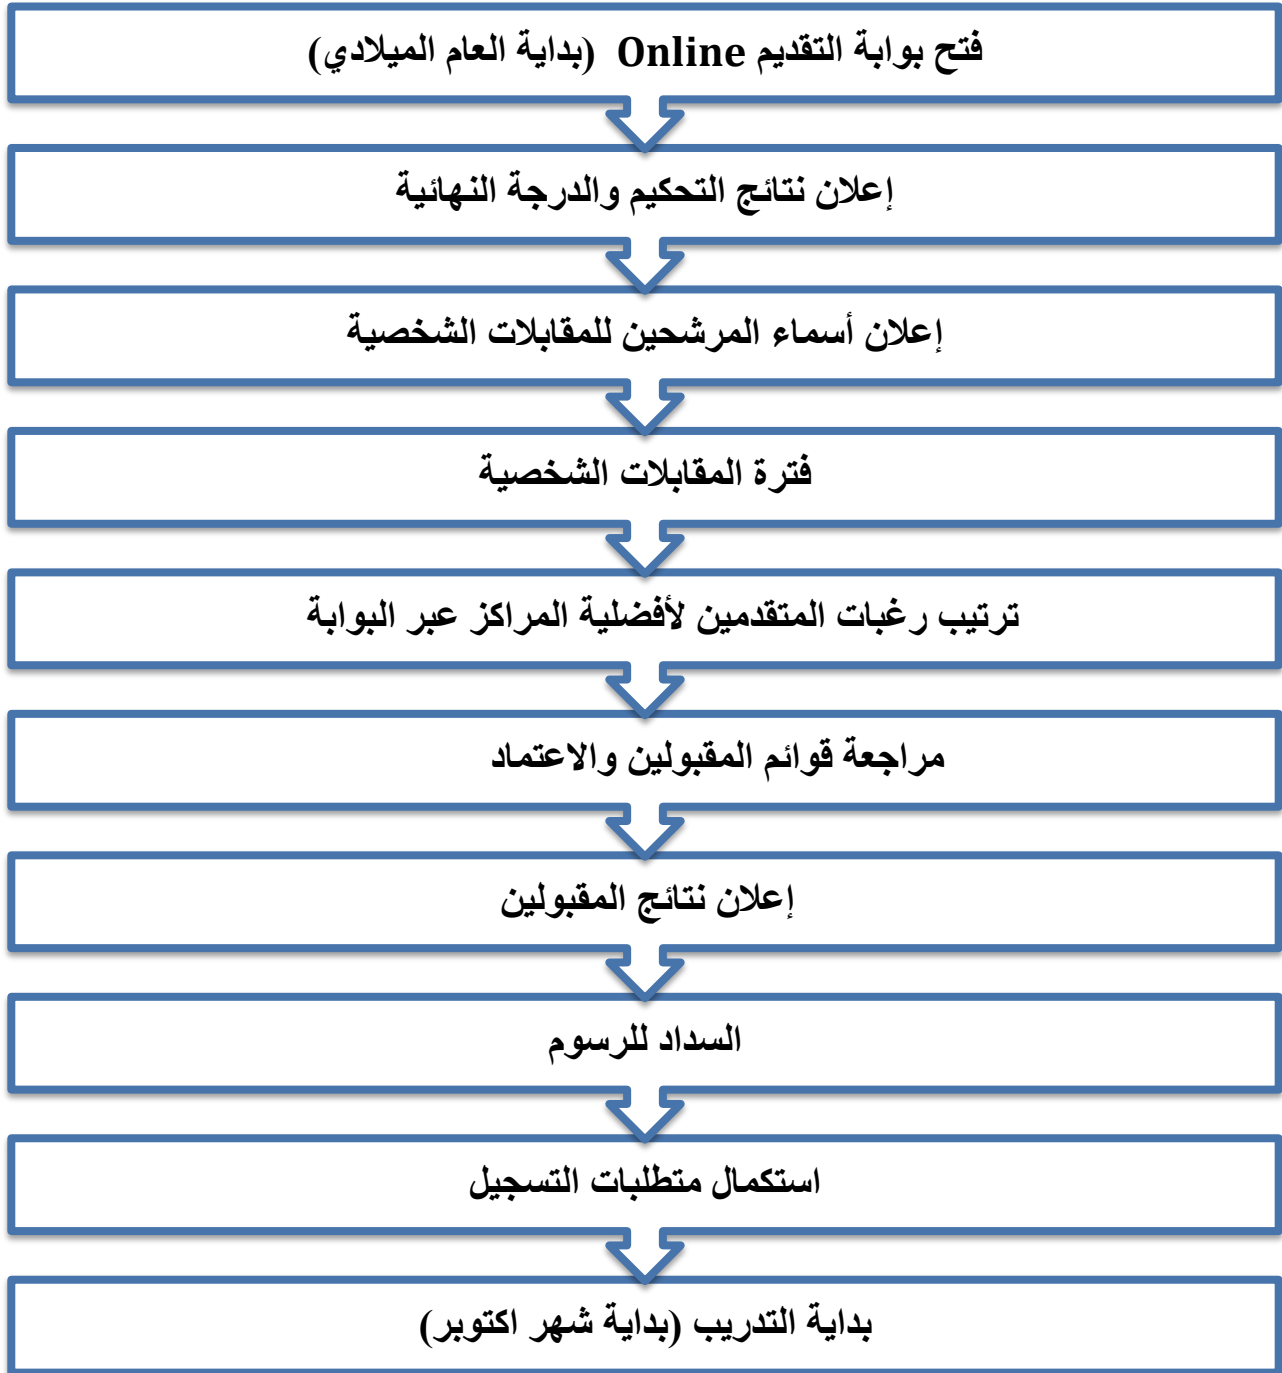 فتح بوابة التقديم Online (بداية العام الميلادي)
إعلان نتائج التحكيم والدرجة النهائية
إعلان أسماء المرشحين للمقابلات الشخصية
فترة المقابلات الشخصية
ترتيب رغبات المتقدمين لأفضلية المراكز عبر البوابة
مراجعة قوائم المقبولين والاعتماد
إعلان نتائج المقبولين
السداد للرسوم
استكمال متطلبات التسجيل
بداية التدريب (بداية شهر اكتوبر)